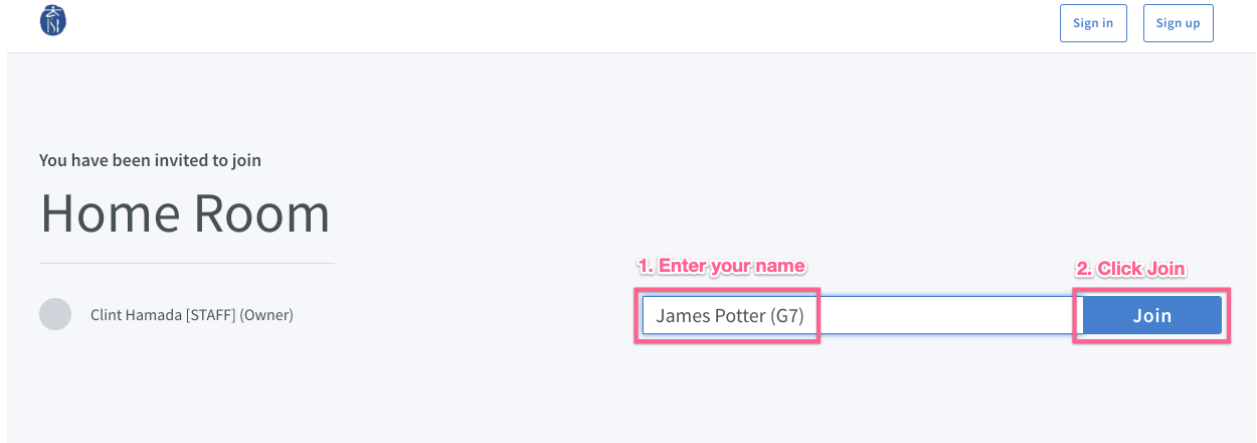 Sign in
Sign up
You have been invited to join
Home Room
1. Enter your name
2. Click Join
Clint Hamada [STAFF] (Owner)
James Potter (G7)
Join